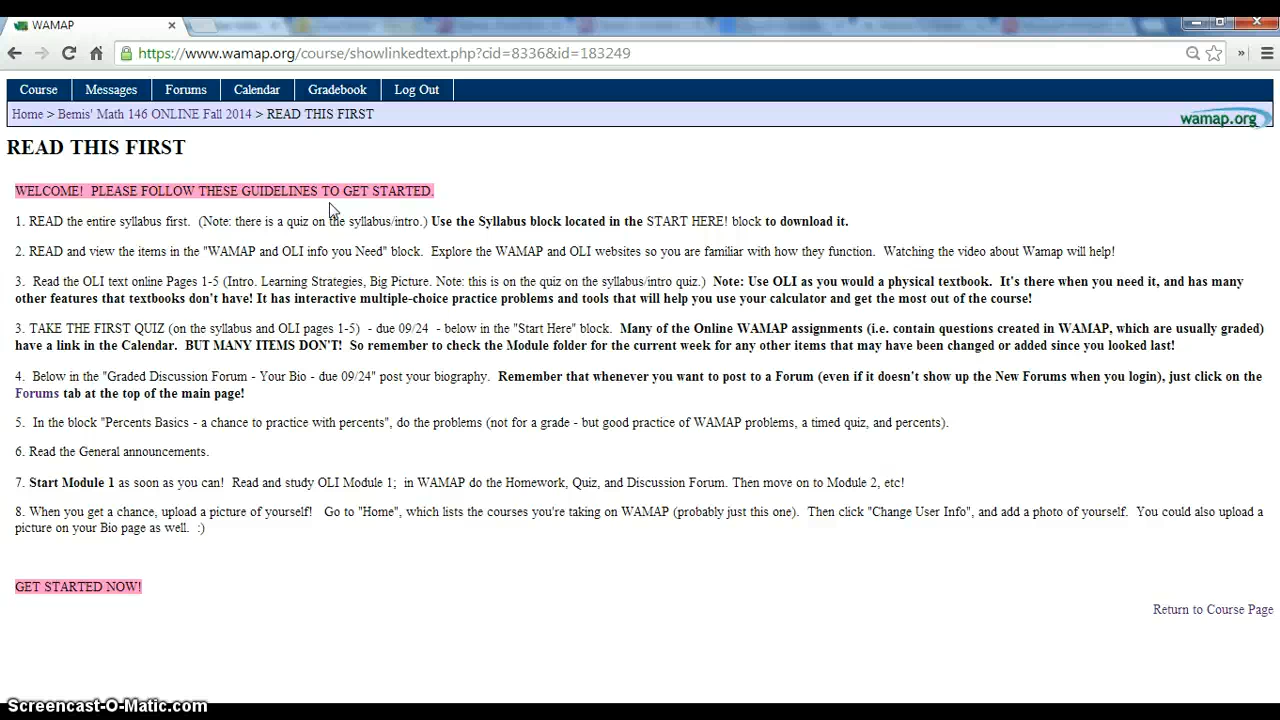 WAMAP
https://www.wamap.org/course/showlinkedtext.php?cid=8336&id=183249
Course Messages Forums Calendar Gradebook Log Out
Home > Bemis' Math 146 ONLINE Fall 2014 > READ THIS FIRST
wamap.org
READ THIS FIRST
WELCOME! PLEASE FOLLOW THESE GUIDELINES TO GET STARTED.
1. READ the entire syllabus first. (Note: there is a quiz on the syllabus/intro.) Use the Syllabus block located in the START HERE! block to download it.
2. READ and view the items in the "WAMAP and OLI info you Need" block. Explore the WAMAP and OLI websites so you are familiar with how they function. Watching the video about Wamap will help!
3. Read the OLI text online Pages 1-5 (Intro. Learning Strategies, Big Picture. Note: this is on the quiz on the syllabus/intro quiz.) Note: Use OLI as you would a physical textbook. It's there when you need it, and has many
other features that textbooks don't have! It has interactive multiple-choice practice problems and tools that will help you use your calculator and get the most out of the course!
3. TAKE THE FIRST QUIZ (on the syllabus and OLI pages 1-5) - due 09/24 - below in the "Start Here" block. Many of the Online WAMAP assignments (i.e. contain questions created in WAMAP, which are usually graded)
have a link in the Calendar. BUT MANY ITEMS DON'T! So remember to check the Module folder for the current week for any other items that may have been changed or added since you looked last!
4. Below in the "Graded Discussion Forum - Your Bio - due 09/24" post your biography. Remember that whenever you want to post to a Forum (even if it doesn't show up the New Forums when you login), just click on the
Forums tab at the top of the main page!
5. In the block "Percents Basics - a chance to practice with percents", do the problems (not for a grade - but good practice of WAMAP problems, a timed quiz, and percents).
6. Read the General announcements.
7. Start Module 1 as soon as you can! Read and study OLI Module 1; in WAMAP do the Homework, Quiz, and Discussion Forum. Then move on to Module 2, etc!
8. When you get a chance, upload a picture of yourself! Go to "Home", which lists the courses you're taking on WAMAP (probably just this one). Then click "Change User Info", and add a photo of yourself. You could also upload a
picture on your Bio page as well. :)
GET STARTED NOW!
Return to Course Page
Screencast-O-Matic.com